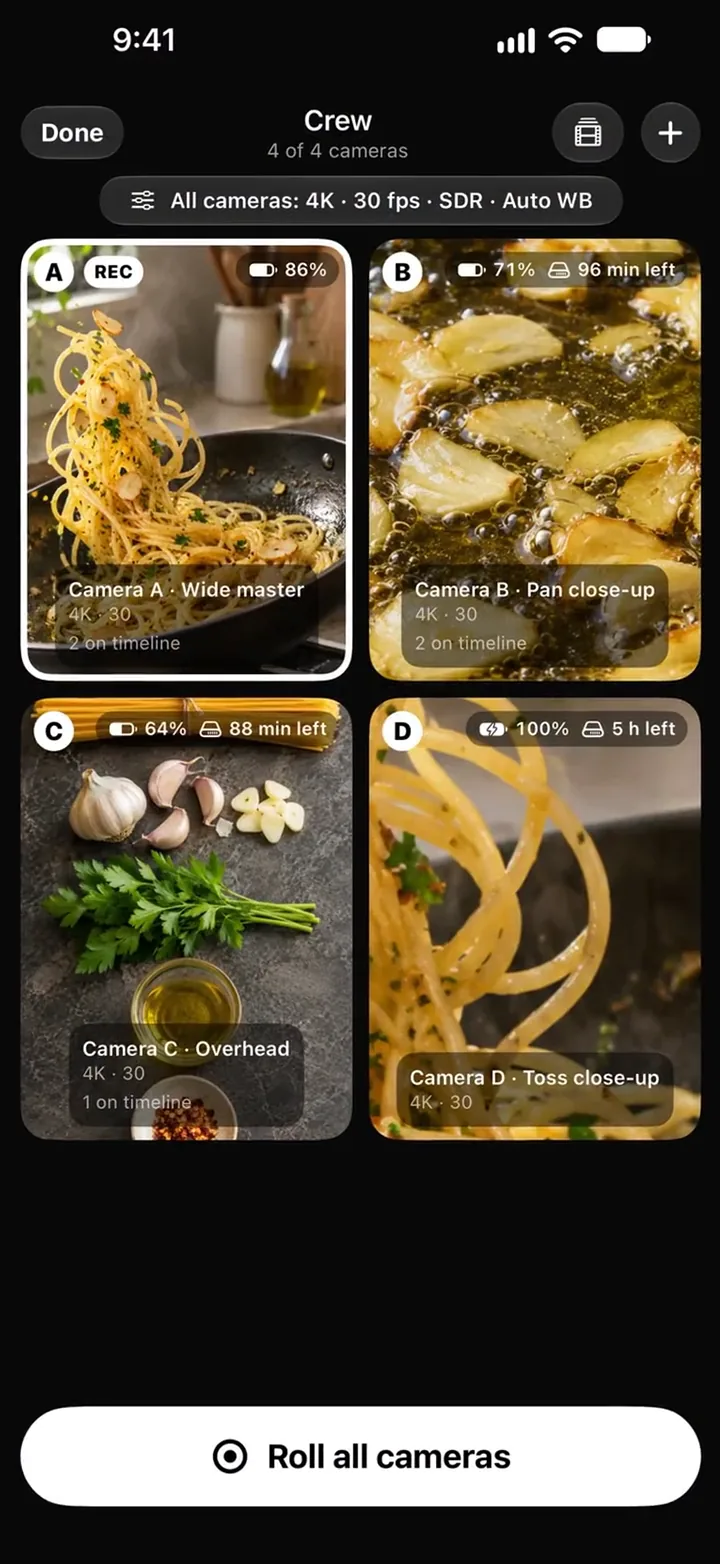 9:41
Done
Crew
4 of 4 cameras
All cameras: 4K · 30 fps · SDR · Auto WB
A REC 86%
Camera A · Wide master
4K · 30
2 on timeline
B 71% 96 min left
Camera B · Pan close-up
4K · 30
2 on timeline
C 64% 88 min left
Camera C · Overhead
4K · 30
1 on timeline
D 100% 5 h left
Camera D · Toss close-up
4K · 30
Roll all cameras